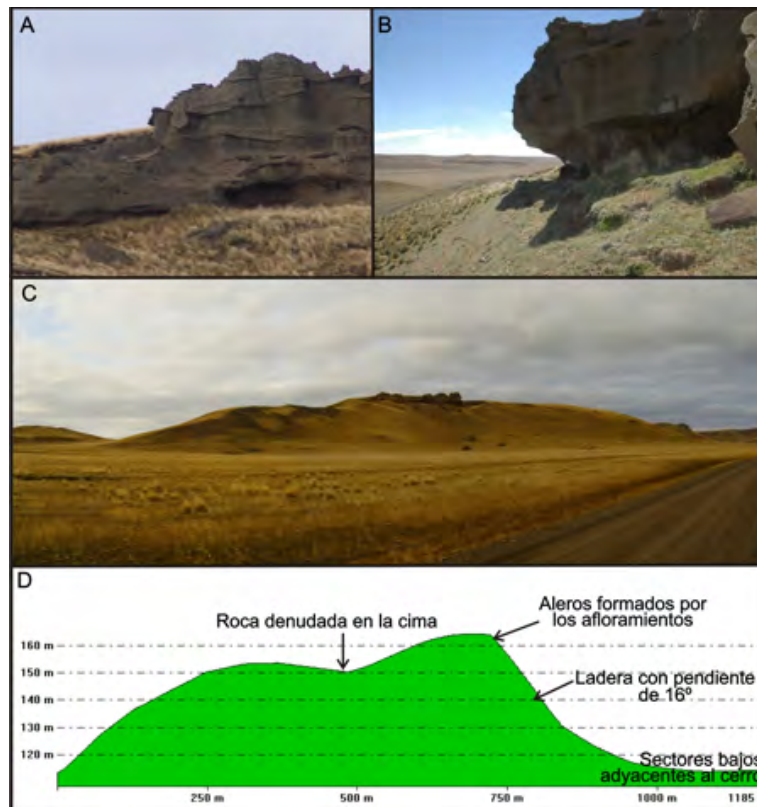 A
B
C
D
Roca denudada en la cima
Aleros formados por
los afloramientos
Ladera con pendiente
de 16º
Sectores bajos
adyacentes al cerro
160 m
150 m
140 m
130 m
120 m
250 m
500 m
750 m
1000 m
1185